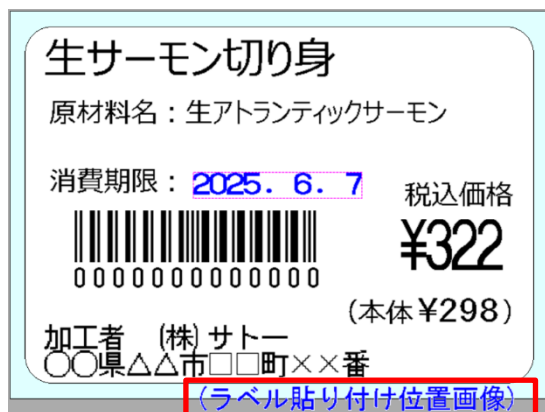 生サーモン切り身
原材料名：生アトランティックサーモン
消費期限： 2025. 6. 7
税込価格
¥322
0000000000000
(本体¥298)
加工者 (株)サトー
○○県△△市□□町××番
(ラベル貼り付け位置画像)